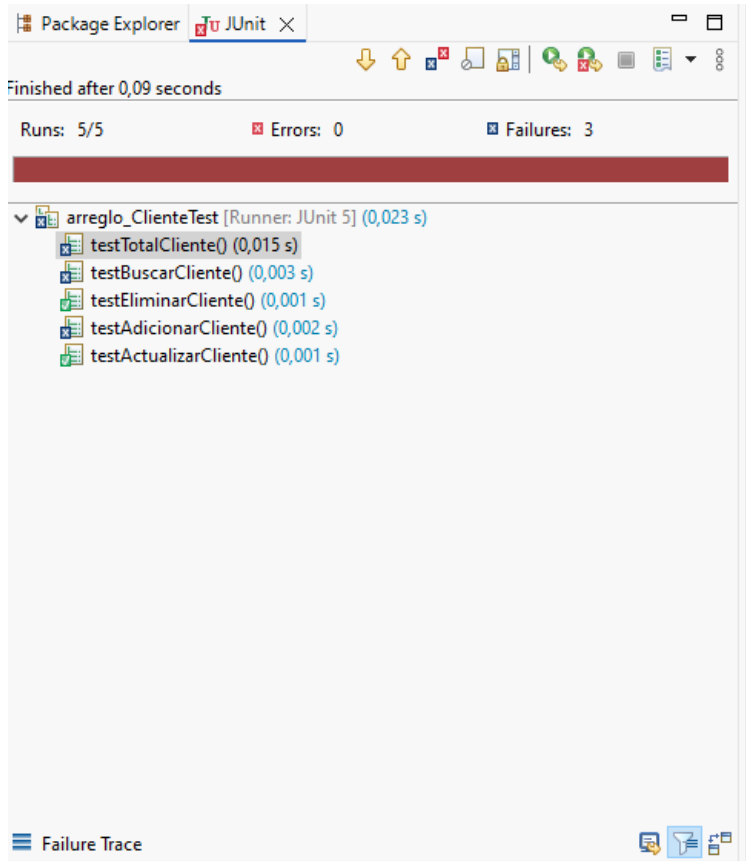 Package Explorer JUnit
Finished after 0,09 seconds
Runs: 5/5 Errors: 0 Failures: 3
arreglo_ClienteTest [Runner: JUnit 5] (0,023 s)
testTotalCliente() (0,015 s)
testBuscarCliente() (0,003 s)
testEliminarCliente() (0,001 s)
testAdicionarCliente() (0,002 s)
testActualizarCliente() (0,001 s)
Failure Trace